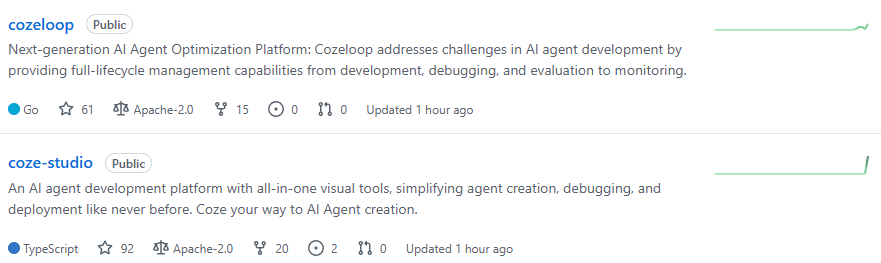 cozeloop Public
Next-generation AI Agent Optimization Platform: Cozeloop addresses challenges in AI agent development by
providing full-lifecycle management capabilities from development, debugging, and evaluation to monitoring.
Go 61 Apache-2.0 15 0 0 Updated 1 hour ago
coze-studio Public
An AI agent development platform with all-in-one visual tools, simplifying agent creation, debugging, and
deployment like never before. Coze your way to AI Agent creation.
TypeScript 92 Apache-2.0 20 2 0 Updated 1 hour ago